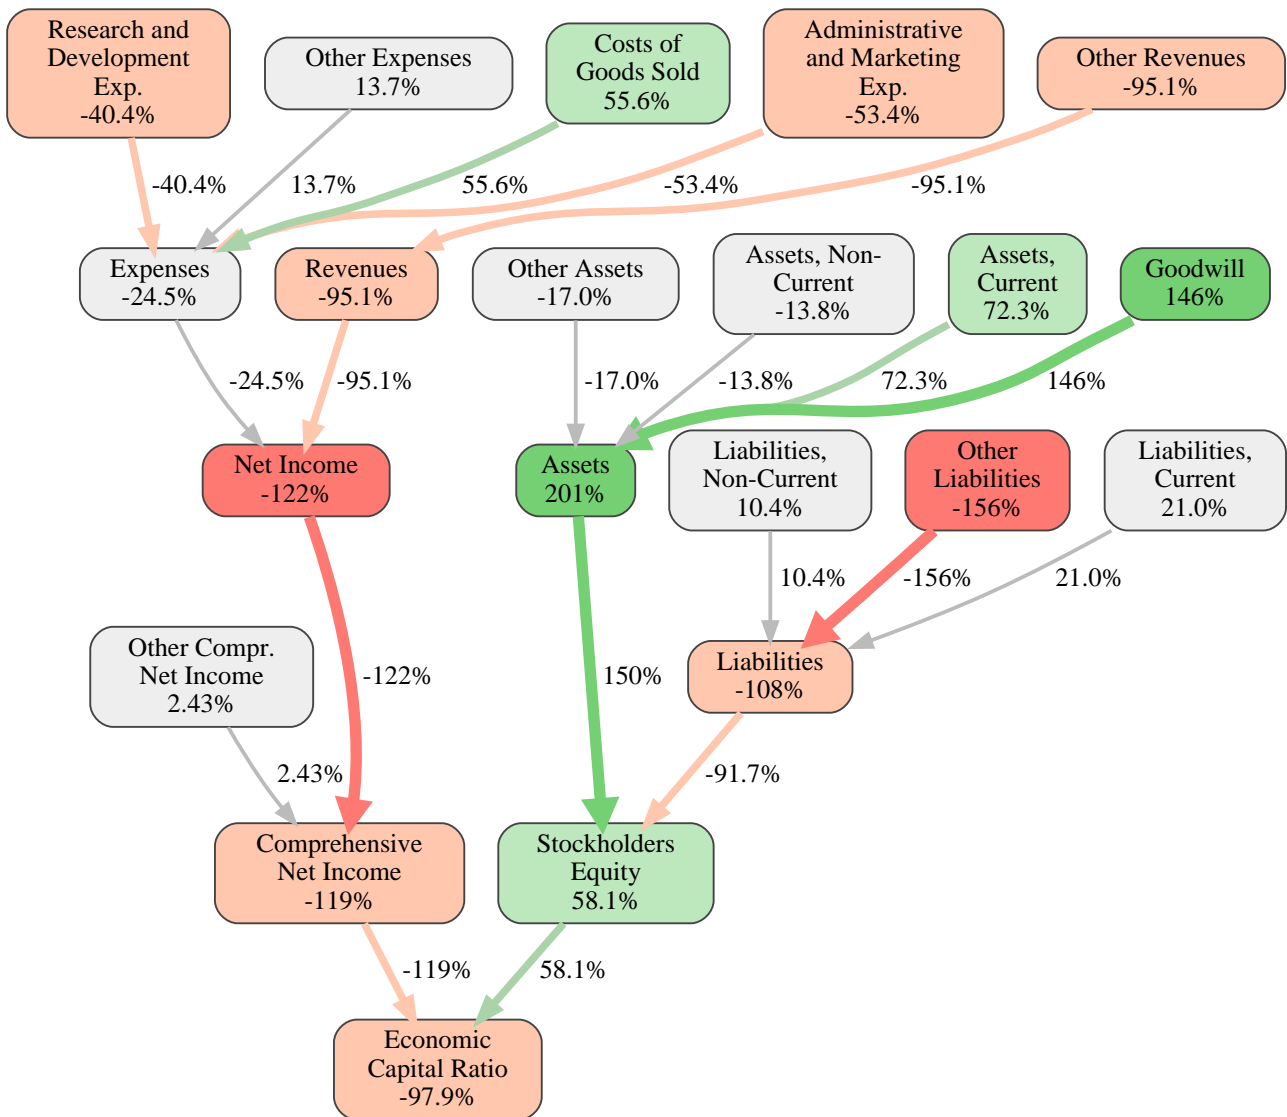 Research and
Development
Exp.
-40.4%
Other Expenses
13.7%
Costs of
Goods Sold
55.6%
Administrative
and Marketing
Exp.
-53.4%
Other Revenues
-95.1%
-40.4%
13.7%
55.6%
-53.4%
-95.1%
Expenses
-24.5%
Revenues
-95.1%
Other Assets
-17.0%
Assets, Non-
Current
-13.8%
Assets,
Current
72.3%
Goodwill
146%
-24.5%
-95.1%
-17.0%
-13.8%
72.3%
146%
Net Income
-122%
Assets
201%
Liabilities,
Non-Current
10.4%
Other
Liabilities
-156%
Liabilities,
Current
21.0%
10.4%
-156%
21.0%
Other Compr.
Net Income
2.43%
-122%
150%
Liabilities
-108%
2.43%
-91.7%
Comprehensive
Net Income
-119%
Stockholders
Equity
58.1%
-119%
58.1%
Economic
Capital Ratio
-97.9%